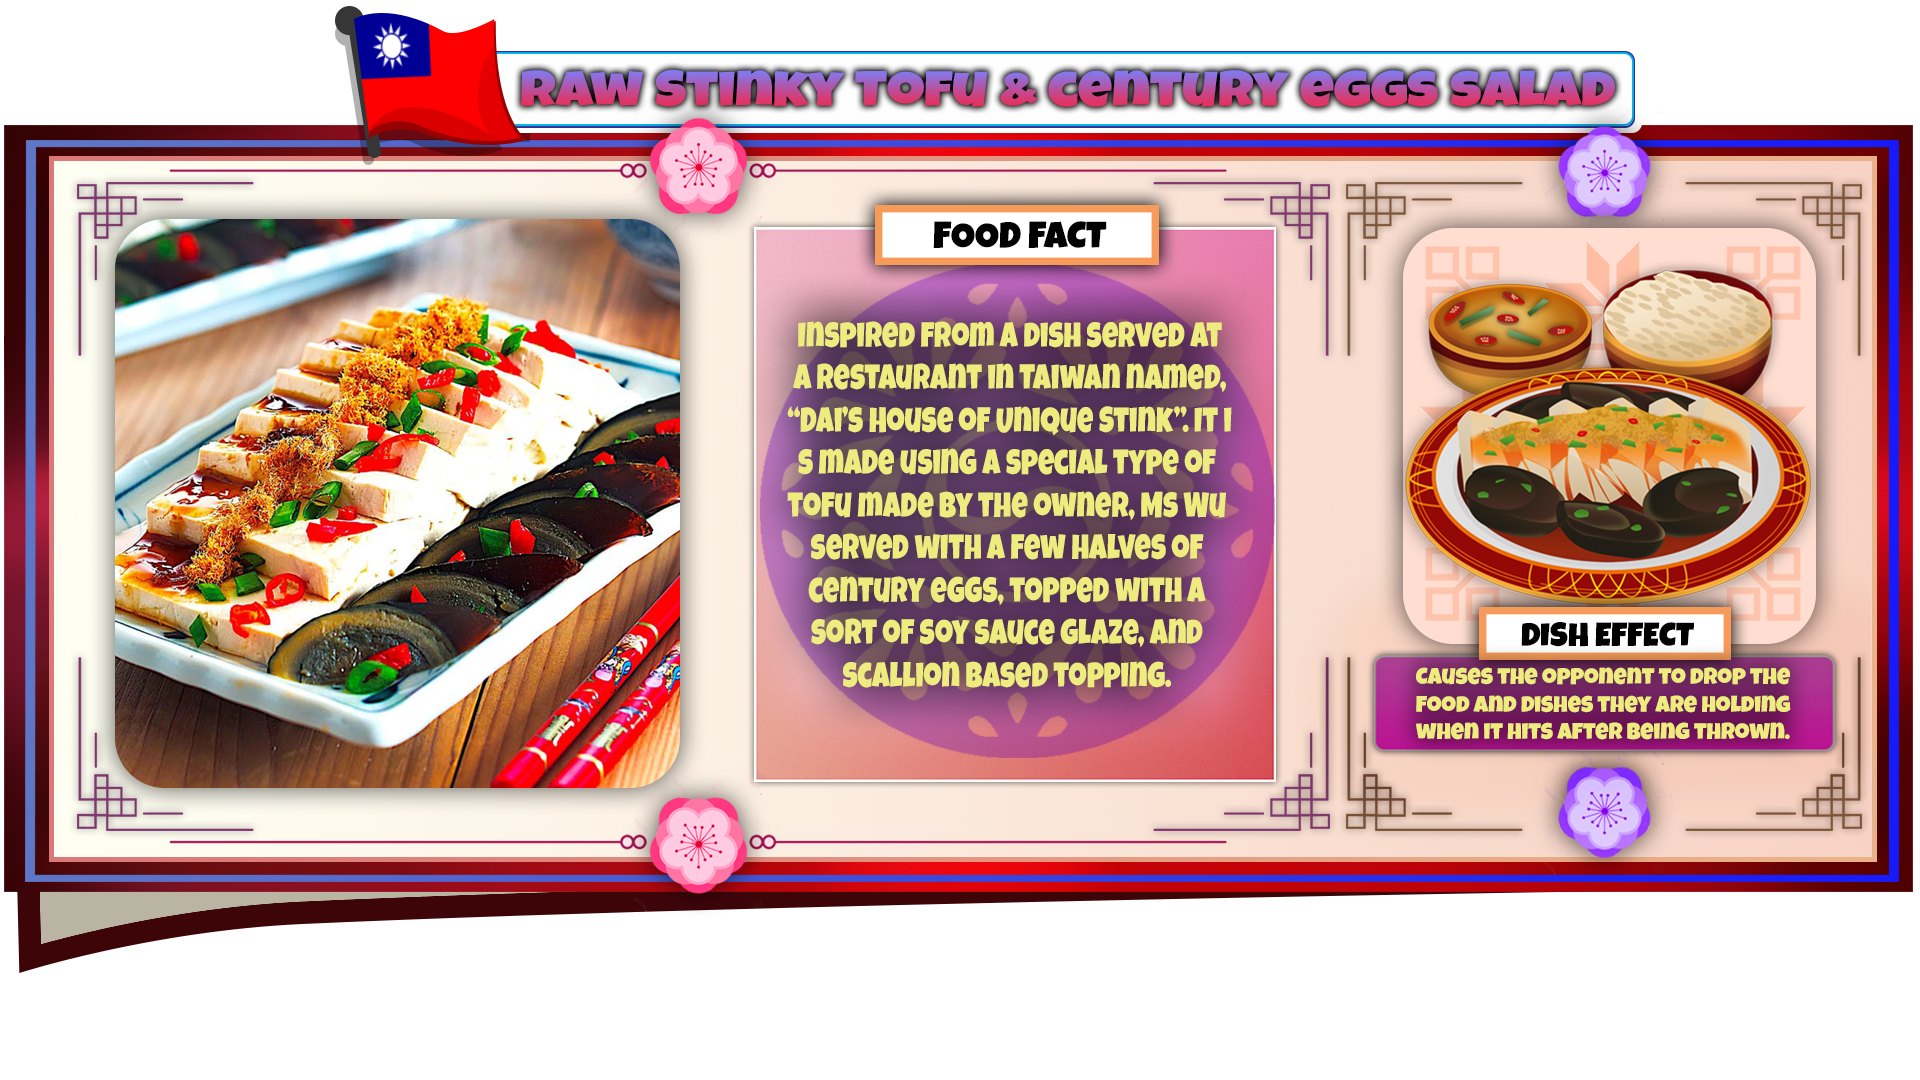 RAW STINKY TOFU & CENTURY EGGS SALAD
FOOD FACT
INSPIRED FROM A DISH SERVED AT
A RESTAURANT IN TAIWAN NAMED,
“DAI’S HOUSE OF UNIQUE STINK”. IT I
S MADE USING A SPECIAL TYPE OF
TOFU MADE BY THE OWNER, MS WU
SERVED WITH A FEW HALVES OF
CENTURY EGGS, TOPPED WITH A
SORT OF SOY SAUCE GLAZE, AND
SCALLION BASED TOPPING.
DISH EFFECT
CAUSES THE OPPONENT TO DROP THE
FOOD AND DISHES THEY ARE HOLDING
WHEN IT HITS AFTER BEING THROWN.